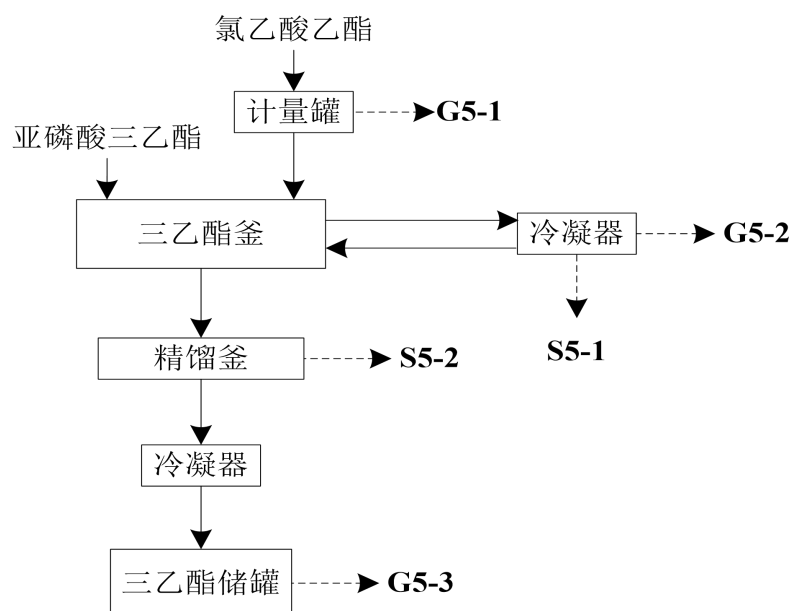 氯乙酸乙酯
计量罐
G5-1
亚磷酸三乙酯
三乙酯釜
冷凝器
G5-2
S5-1
精馏釜
S5-2
冷凝器
三乙酯储罐
G5-3